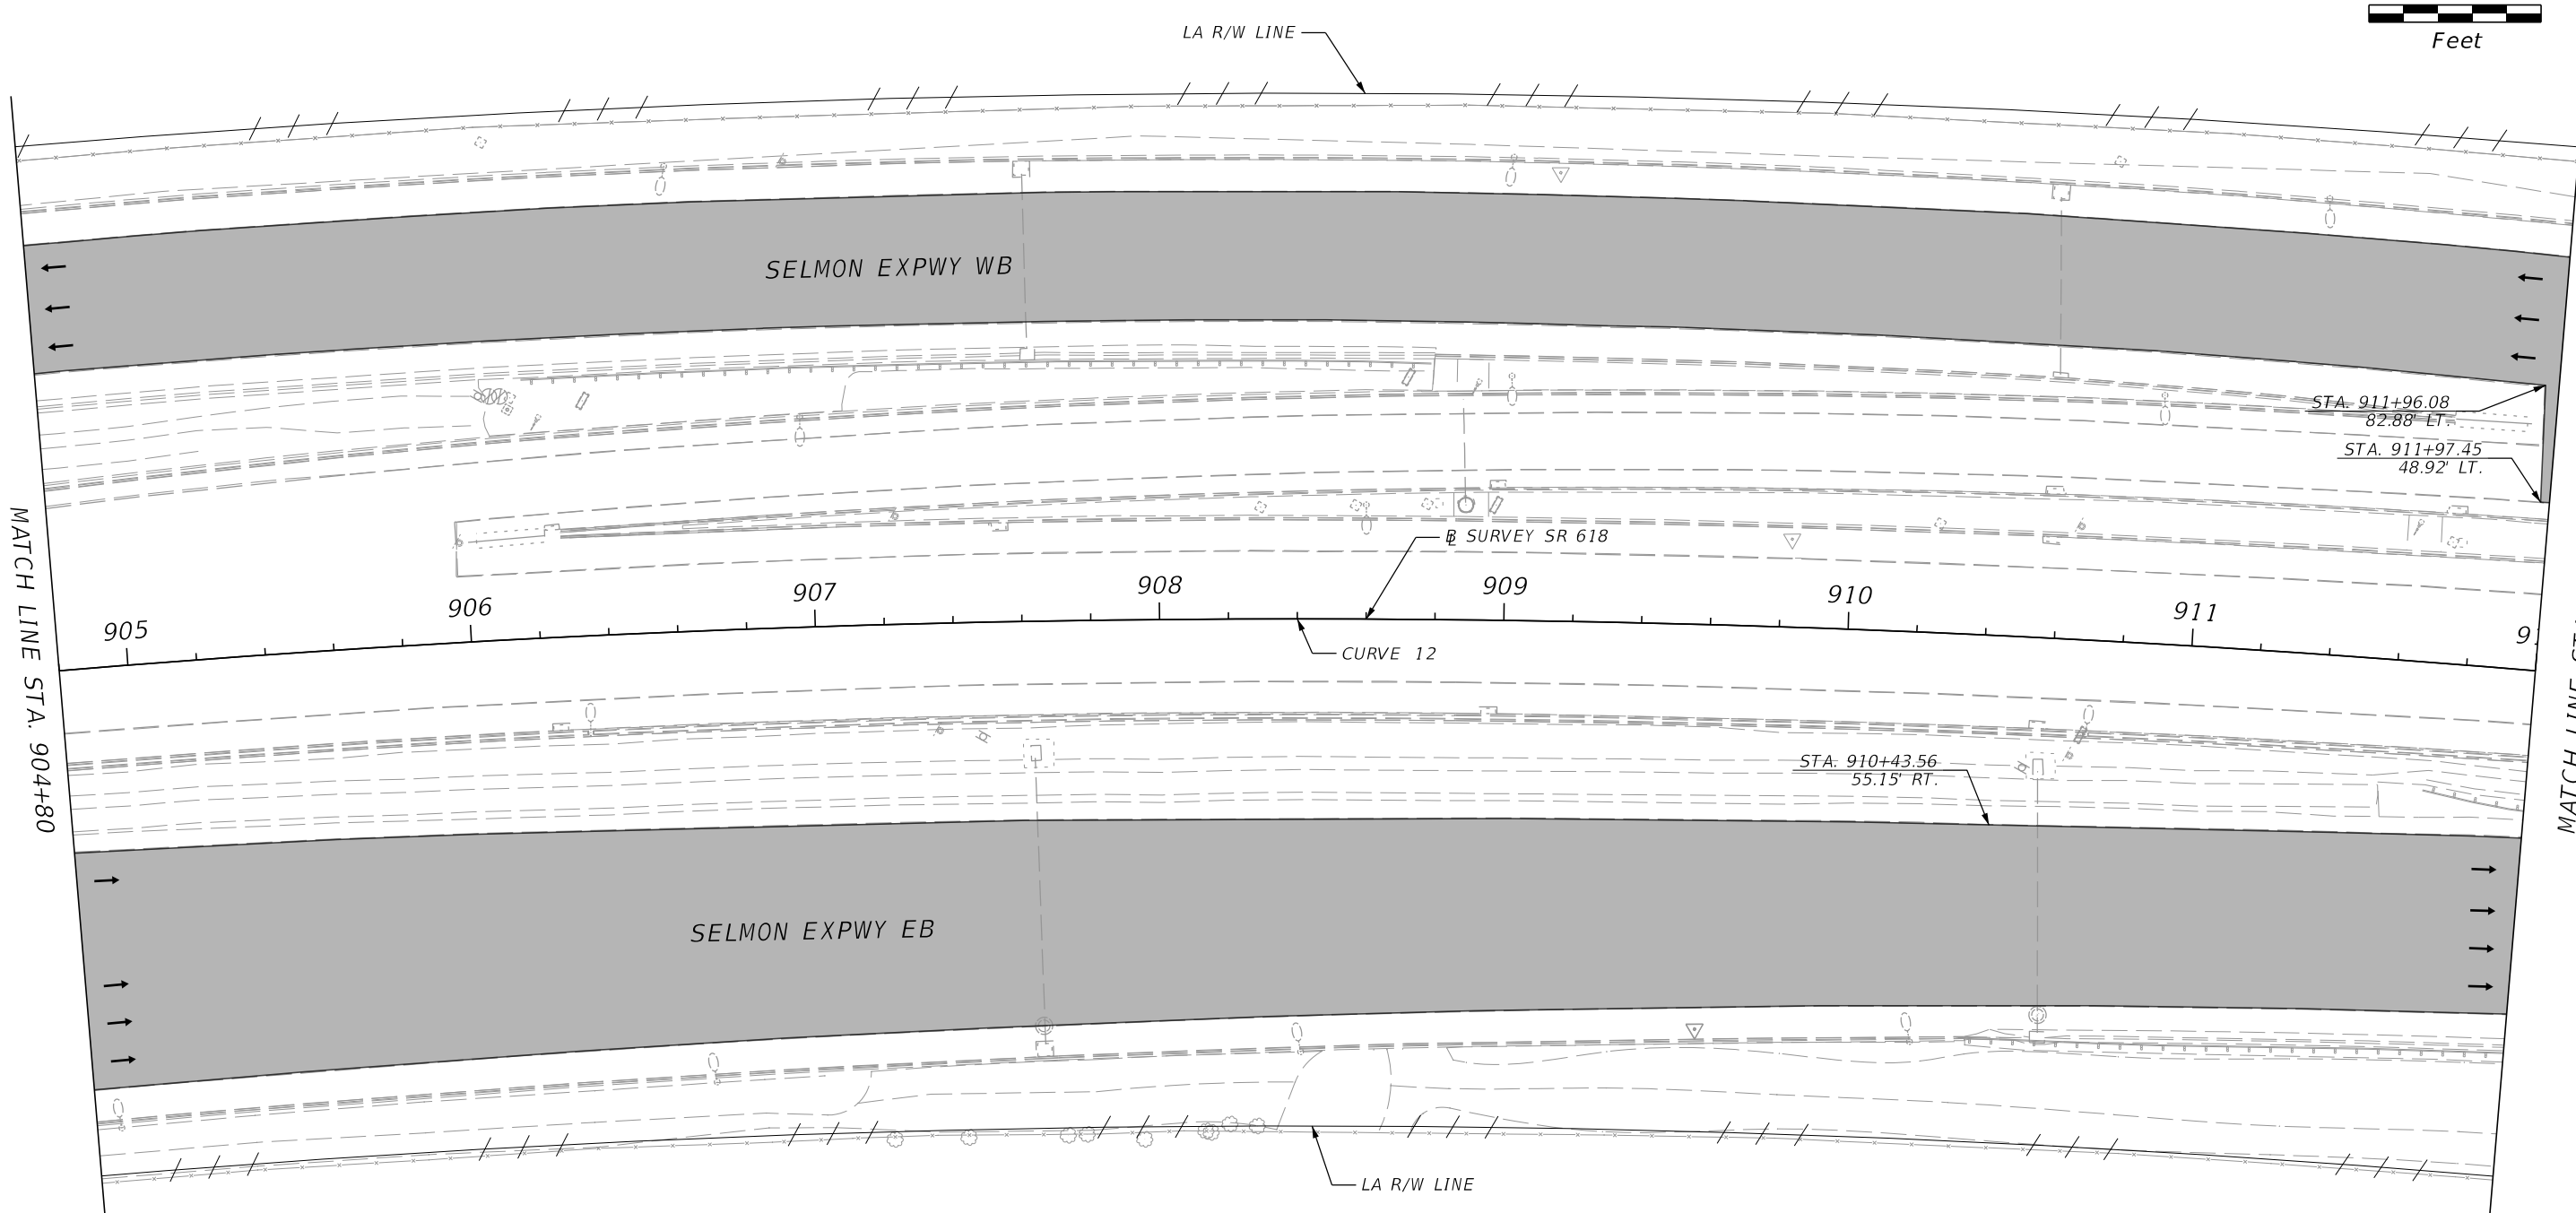 Feet
LA R/W LINE
SELMON EXPWY WB
STA. 911+96.08
82.88' LT.
STA. 911+97.45
48.92' LT.
MATCH LINE STA. 904+80
B SURVEY SR 618
L
905
906
907
908
909
910
911
CURVE 12
STA. 910+43.56
55.15' RT.
SELMON EXPWY EB
LA R/W LINE
MATCH LINE